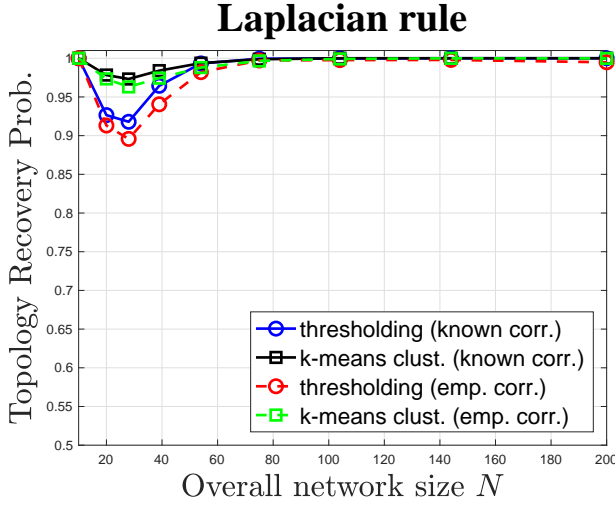 Laplacian rule
Topology Recovery Prob.
1
0.95
0.9
0.85
0.8
0.75
0.7
0.65
0.6
0.55
0.5
thresholding (known corr.)
k-means clust. (known corr.)
thresholding (emp. corr.)
k-means clust. (emp. corr.)
20 40 60 80 100 120 140 160 180 200
Overall network size N